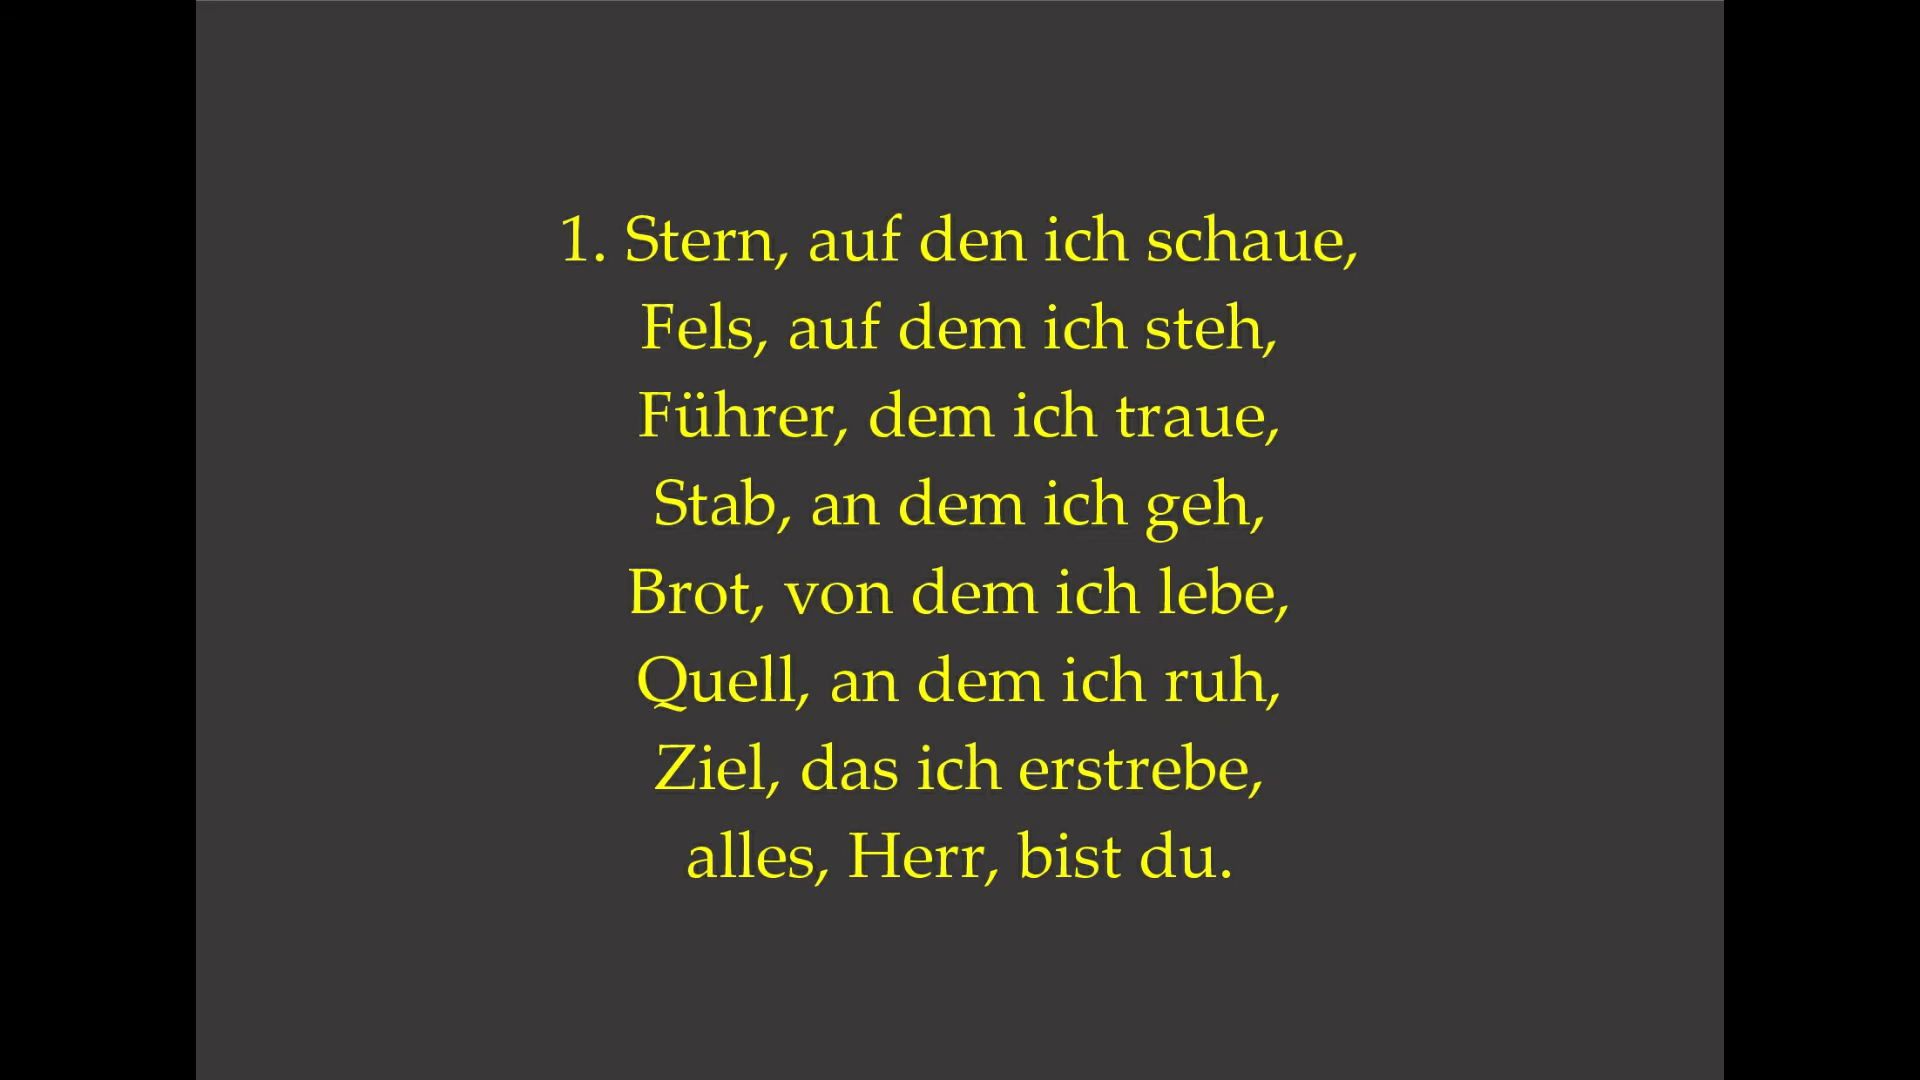 1. Stern, auf den ich schaue,
Fels, auf dem ich steh,
Führer, dem ich traue,
Stab, an dem ich geh,
Brot, von dem ich lebe,
Quell, an dem ich ruh,
Ziel, das ich erstrebe,
alles, Herr, bist du.